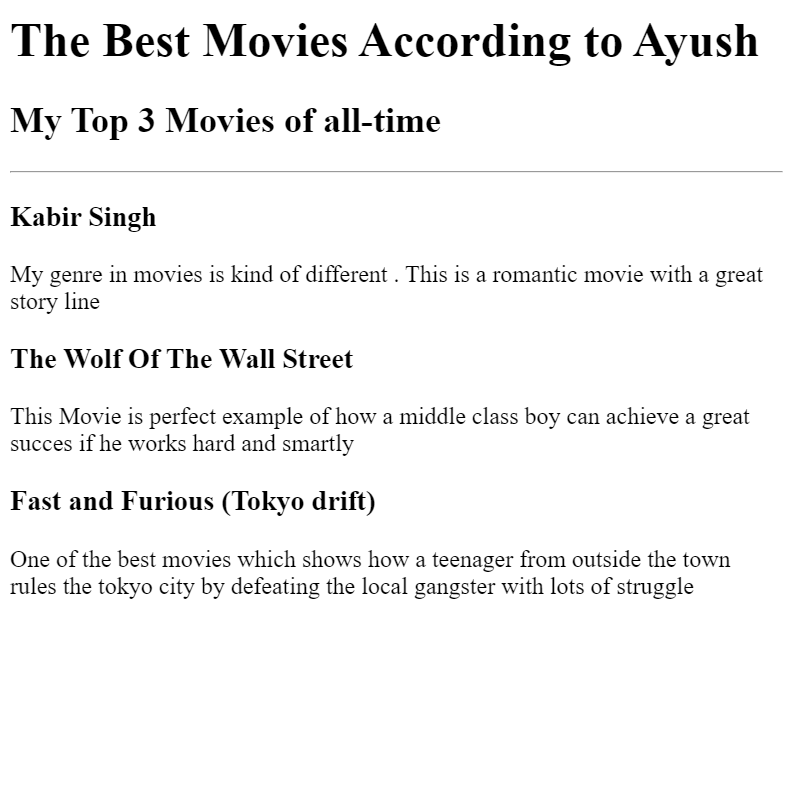 The Best Movies According to Ayush
My Top 3 Movies of all-time
Kabir Singh
My genre in movies is kind of different . This is a romantic movie with a great
story line
The Wolf Of The Wall Street
This Movie is perfect example of how a middle class boy can achieve a great
succes if he works hard and smartly
Fast and Furious (Tokyo drift)
One of the best movies which shows how a teenager from outside the town
rules the tokyo city by defeating the local gangster with lots of struggle